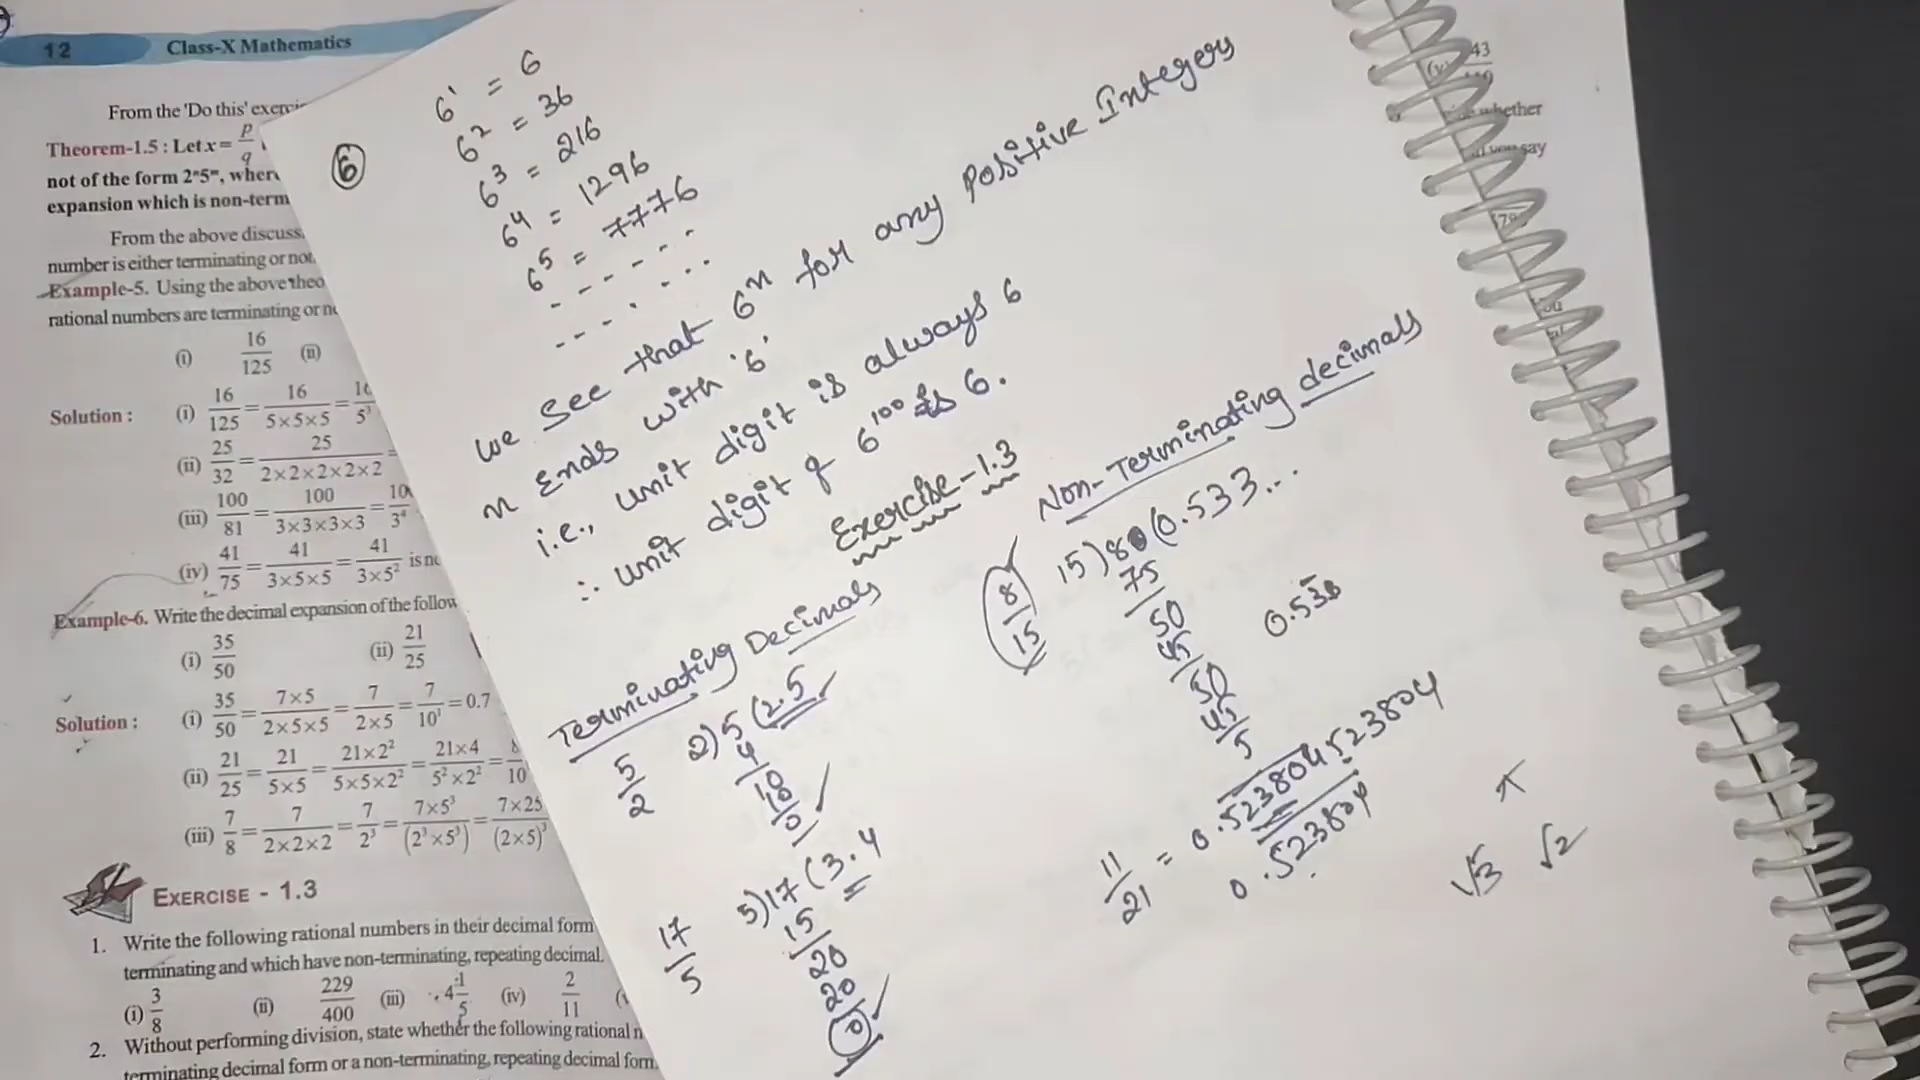 12 Class-X Mathematics
From the 'Do this' exerci
Theorem-1.5 : Let x = p/q
not of the form 2ⁿ5ᵐ, where
expansion which is non-term
From the above discuss
number is either terminating or not.
Example-5. Using the above theo
rational numbers are terminating or no
(i) 16/125 (ii)
Solution : (i) 16/125 = 16/5×5×5 = 16/5³
(ii) 25/32 = 25/2×2×2×2×2 =
(iii) 100/81 = 100/3×3×3×3 = 10/3⁴
(iv) 41/75 = 41/3×5×5 = 41/3×5² is no
Example-6. Write the decimal expansion of the follow
(i) 35/50 (ii) 21/25
Solution : (i) 35/50 = 7×5/2×5×5 = 7/2×5 = 7/10¹ = 0.7
(ii) 21/25 = 21/5×5 = 21×2²/5×5×2² = 21×4/5²×2² = 8/10
(iii) 7/8 = 7/2×2×2 = 7/2³ = 7×5³/(2³×5³) = 7×25/(2×5)³
EXERCISE - 1.3
1. Write the following rational numbers in their decimal form
terminating and which have non-terminating, repeating decimal.
(i) 3/8 (ii) 229/400 (iii) 4 1/5 (iv) 2/11 (v
2. Without performing division, state whether the following rational n
terminating decimal form or a non-terminating, repeating decimal form.
6
6¹ = 6
6² = 36
6³ = 216
6⁴ = 1296
6⁵ = 7776
We see that 6ⁿ for any positive Integers
n Ends with '6'
i.e., unit digit is always 6
∴ unit digit of 6¹⁰⁰ is 6.
Exercise-1.3
Terminating Decimals
5/2 2)5(2.5
4
10
10
0
17/5 5)17(3.4
15
20
20
0
Non-Terminating decimals
8/15 15)80(0.533...
75
50
45
50
45
5
0.53
11/21 = 0.523804523804
0.523804
π
√3 √2
43
whether
say
79